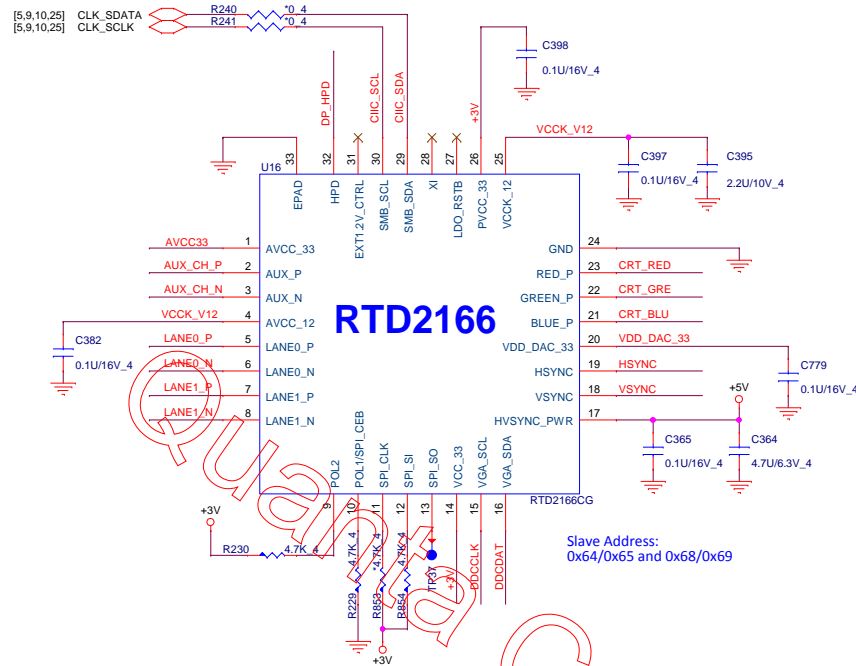 [5,9,10,25] CLK_SDATA R240 *0_4
[5,9,10,25] CLK_SCLK R241 *0_4
C398
0.1U/16V_4
DP_HPD
CIIC_SCL
CIIC_SDA
+3V
VCCK_V12
C397
0.1U/16V_4
C395
2.2U/10V_4
33 32 31 30 29 28 27 26 25
U16
EPAD
HPD
EXT1.2V_CTRL
SMB_SCL
SMB_SDA
XI
LDO_RSTB
PVCC_33
VCCK_12
AVCC33 1 AVCC_33
AUX_CH_P 2 AUX_P
AUX_CH_N 3 AUX_N
VCCK_V12 4 AVCC_12
LANE0_P 5 LANE0_P
LANE0_N 6 LANE0_N
LANE1_P 7 LANE1_P
LANE1_N 8 LANE1_N
C382
0.1U/16V_4
RTD2166
GND 24
RED_P 23 CRT_RED
GREEN_P 22 CRT_GRE
BLUE_P 21 CRT_BLU
VDD_DAC_33 20 VDD_DAC_33
HSYNC 19 HSYNC
VSYNC 18 VSYNC
HVSYNC_PWR 17
C779
0.1U/16V_4
+5V
C365
0.1U/16V_4
C364
4.7U/6.3V_4
POL2
POL1/SPI_CEB
SPI_CLK
SPI_SI
SPI_SO
VCC_33
VGA_SCL
VGA_SDA
RTD2166CG
9 10 11 12 13 14 15 16
+3V
R230 4.7K_4
4.7K_4
R229
*4.7K_4
R853
4.7K_4
R854
TP37
+3V
DDCCLK
DDCDAT
+3V
Slave Address:
0x64/0x65 and 0x68/0x69
Quanta C